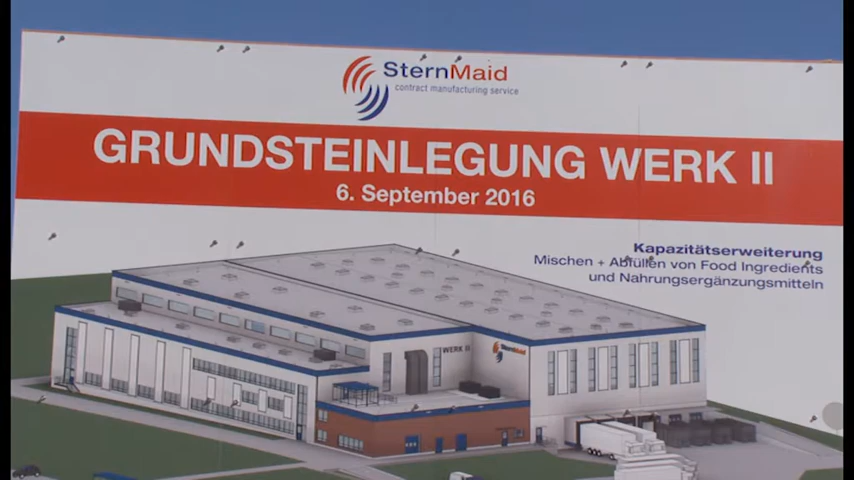 SternMaid
contract manufacturing service
GRUNDSTEINLEGUNG WERK II
6. September 2016
Kapazitätserweiterung
Mischen + Abfüllen von Food Ingredients
und Nahrungsergänzungsmitteln
WERK II
SternMaid